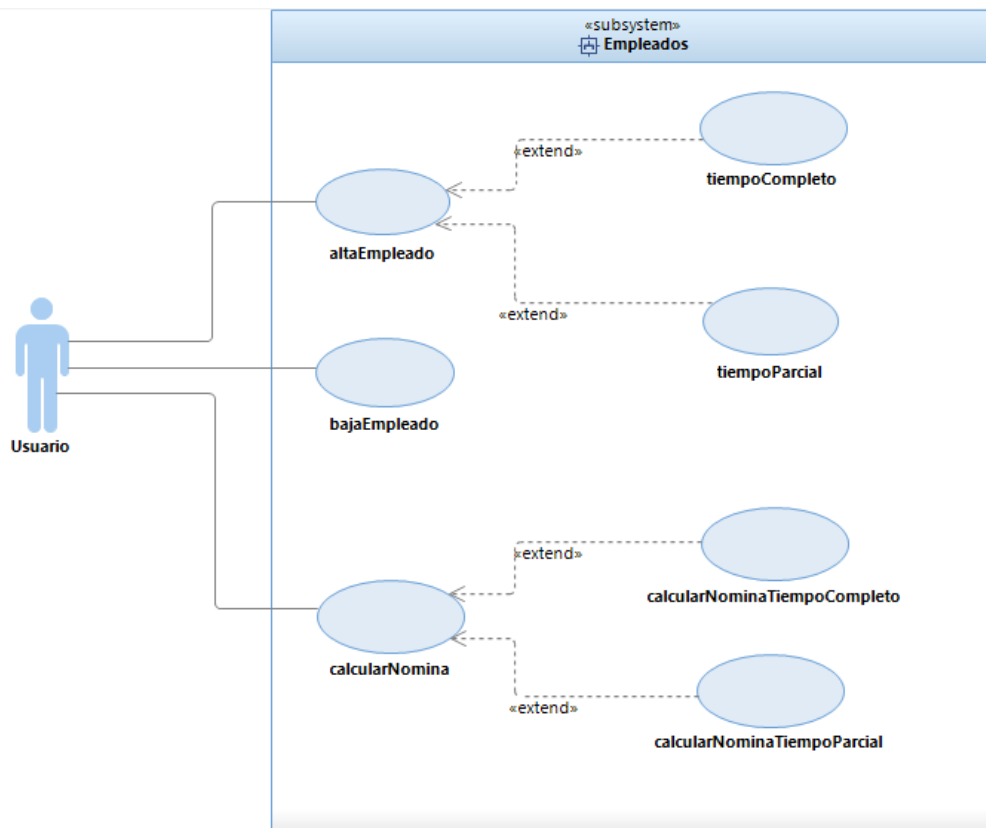 «subsystem»
Empleados
«extend»
tiempoCompleto
altaEmpleado
«extend»
tiempoParcial
bajaEmpleado
Usuario
«extend»
calcularNominaTiempoCompleto
calcularNomina
«extend»
calcularNominaTiempoParcial